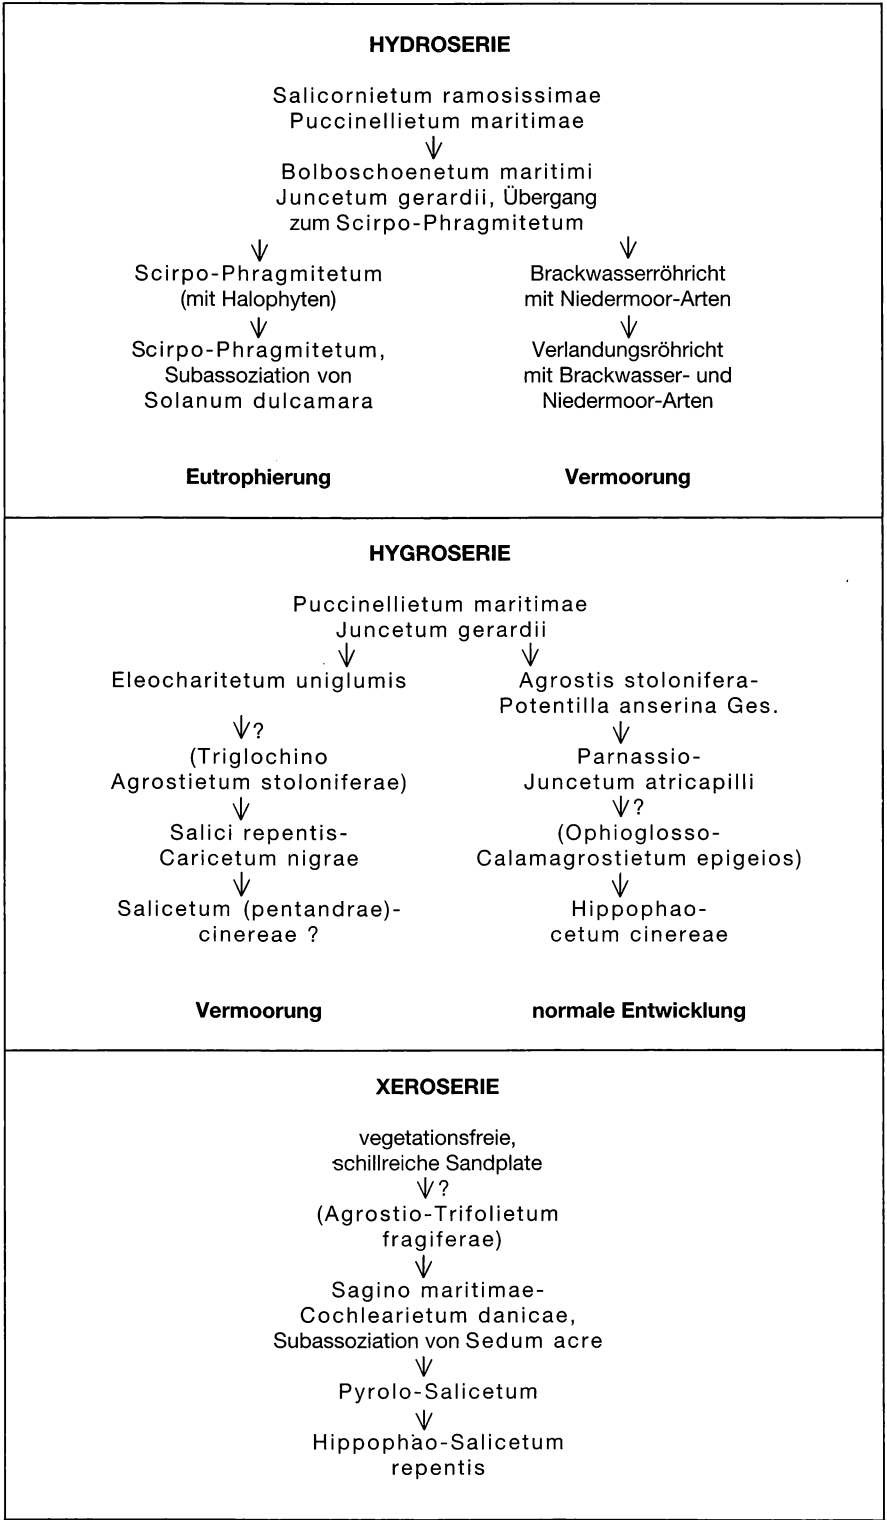 HYDROSERIE
Salicornietum ramosissimae
Puccinellietum maritimae
Bolboschoenetum maritimi
Juncetum gerardii, Übergang
zum Scirpo-Phragmitetum
Scirpo-Phragmitetum
(mit Halophyten)
Scirpo-Phragmitetum,
Subassoziation von
Solanum dulcamara
Eutrophierung
Brackwasserröhricht
mit Niedermoor-Arten
Verlandungsröhricht
mit Brackwasser- und
Niedermoor-Arten
Vermoorung
HYGROSERIE
Puccinellietum maritimae
Juncetum gerardii
Eleocharitetum uniglumis
?
(Triglochino
Agrostietum stoloniferae)
Salici repentis-
Caricetum nigrae
Salicetum (pentandrae)-
cinereae ?
Vermoorung
Agrostis stolonifera-
Potentilla anserina Ges.
Parnassio-
Juncetum atricapilli
?
(Ophioglosso-
Calamagrostietum epigeios)
Hippophao-
cetum cinereae
normale Entwicklung
XEROSERIE
vegetationsfreie,
schillreiche Sandplate
?
(Agrostio-Trifolietum
fragiferae)
Sagino maritimae-
Cochlearietum danicae,
Subassoziation von Sedum acre
Pyrolo-Salicetum
Hippophao-Salicetum
repentis